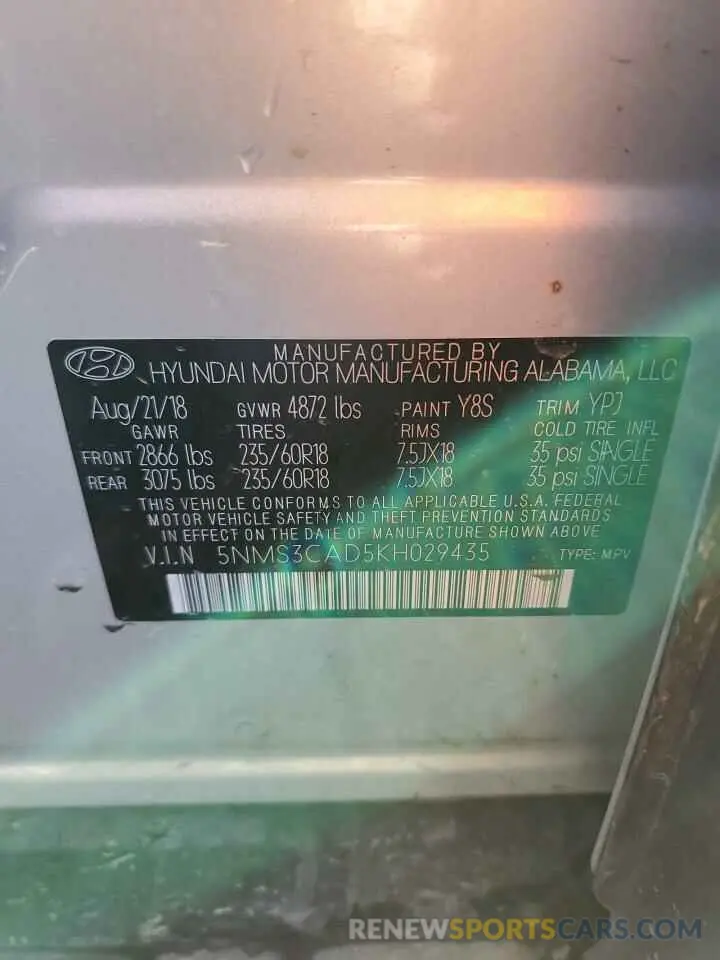 MANUFACTURED BY
HYUNDAI MOTOR MANUFACTURING ALABAMA, LLC
Aug/21/18 GVWR 4872 lbs PAINT Y8S TRIM YPJ
GAWR TIRES RIMS COLD TIRE INFL
FRONT 2866 lbs 235/60R18 7.5JX18 35 psi SINGLE
REAR 3075 lbs 235/60R18 7.5JX18 35 psi SINGLE
THIS VEHICLE CONFORMS TO ALL APPLICABLE U.S.A. FEDERAL
MOTOR VEHICLE SAFETY AND THEFT PREVENTION STANDARDS
IN EFFECT ON THE DATE OF MANUFACTURE SHOWN ABOVE
V.I.N 5NMS3CAD5KH029435 TYPE: MPV
RENEWSPORTSCARS.COM